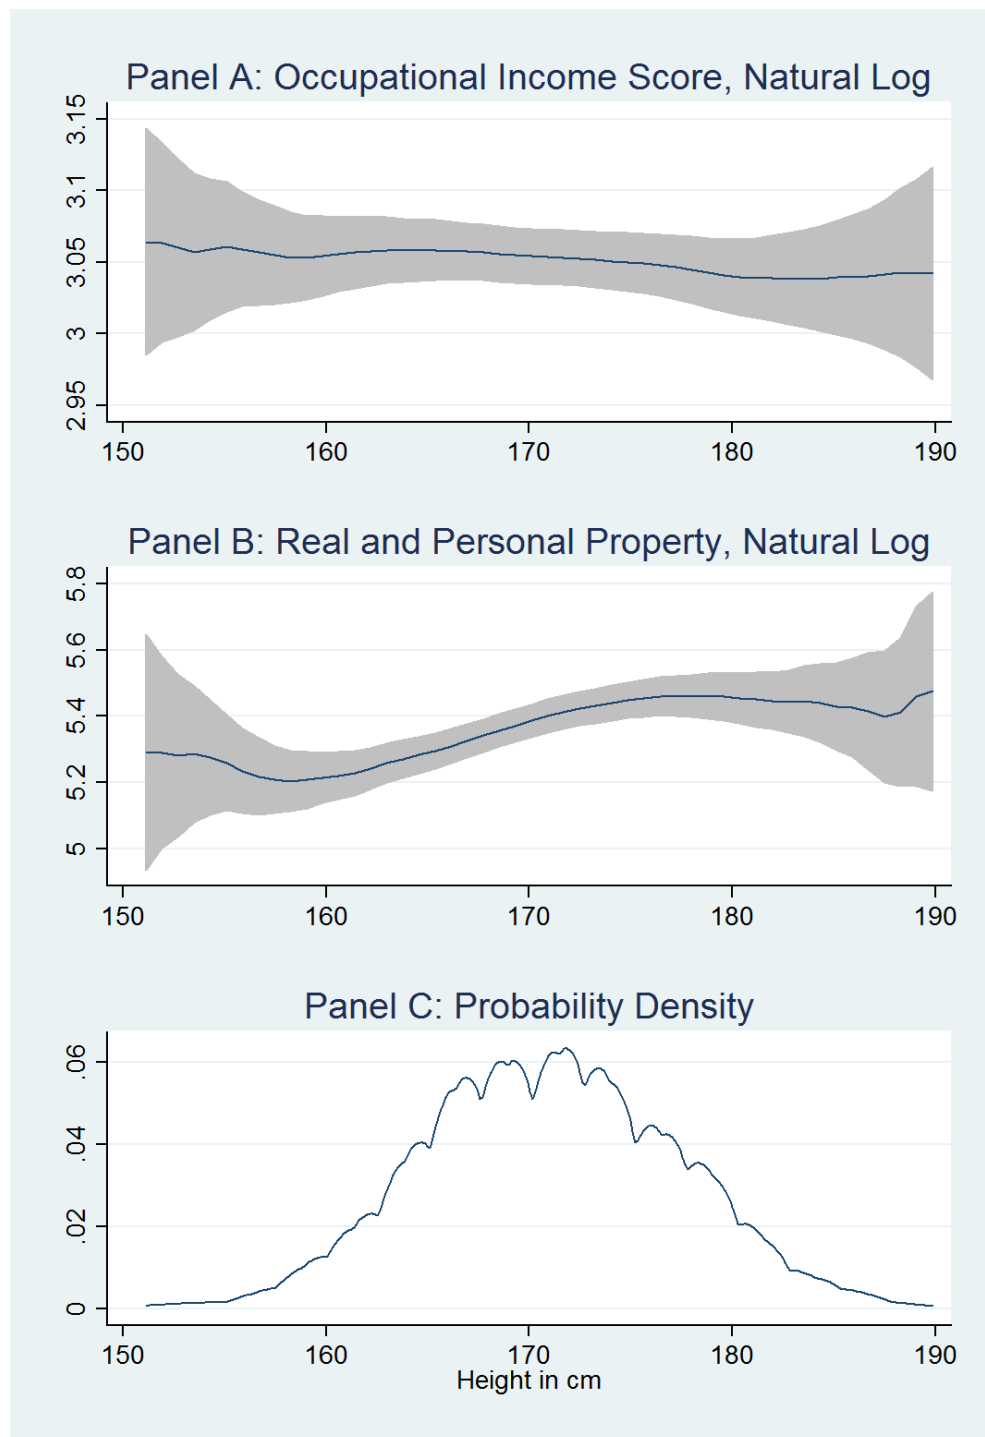 Panel A: Occupational Income Score, Natural Log
3.15
3.1
3.05
3
2.95
150 160 170 180 190
Panel B: Real and Personal Property, Natural Log
5.8
5.6
5.4
5.2
5
150 160 170 180 190
Panel C: Probability Density
.06
.04
.02
0
150 160 170 180 190
Height in cm